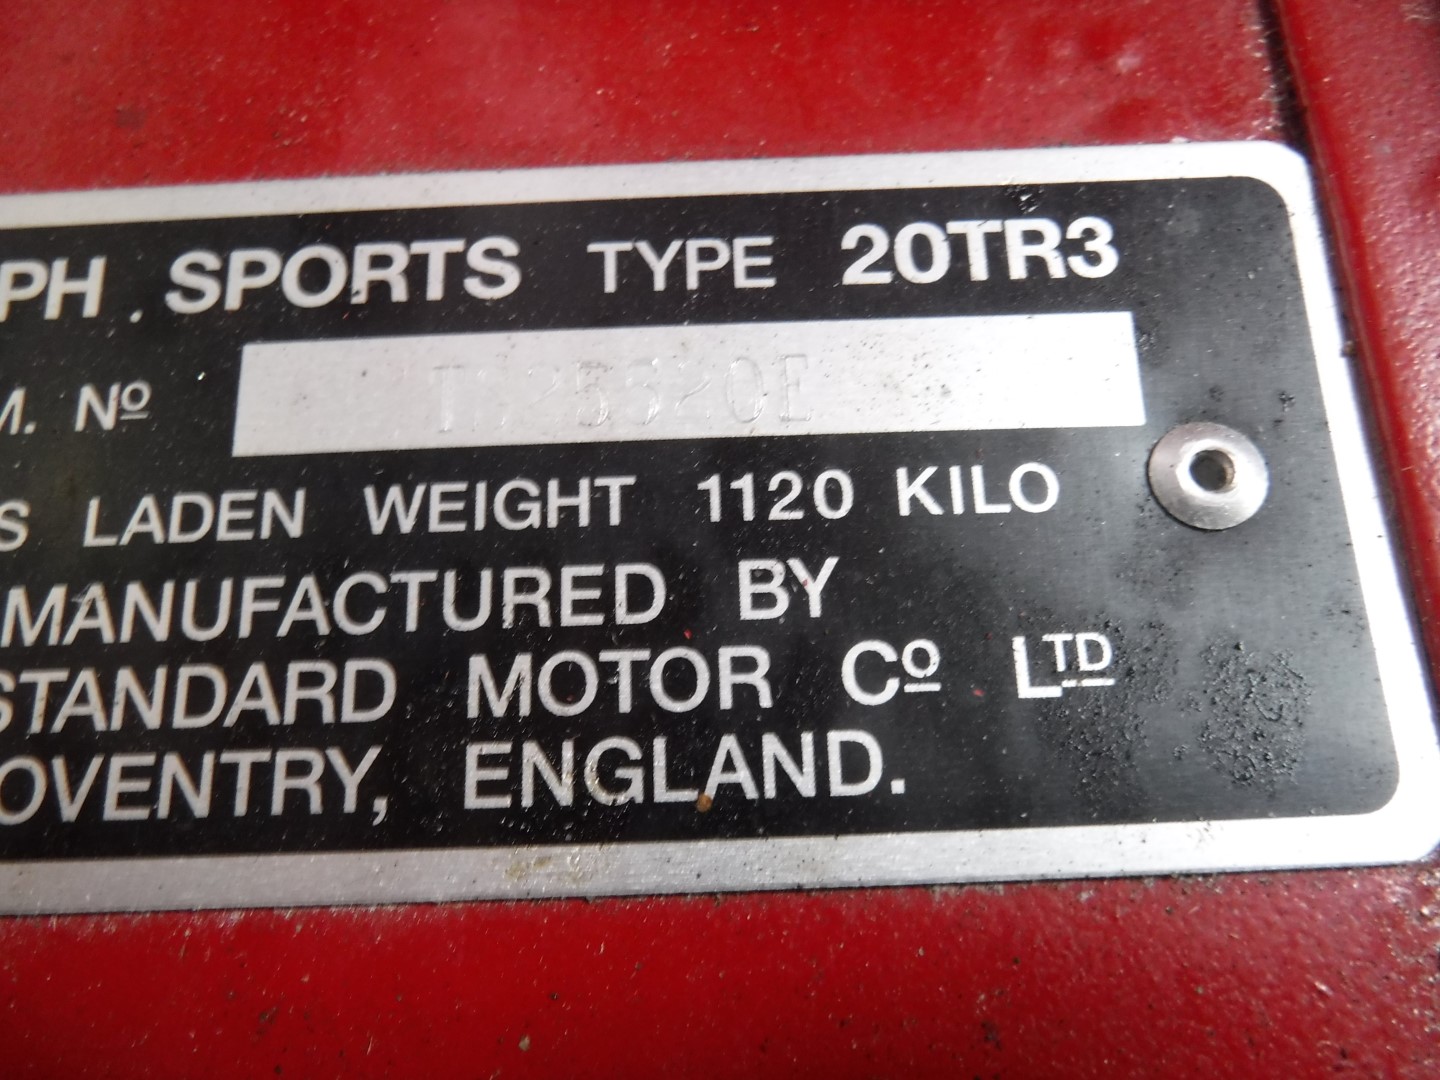 PH. SPORTS TYPE 20TR3
M. Nº
S LADEN WEIGHT 1120 KILO
MANUFACTURED BY
STANDARD MOTOR Cº LTD
OVENTRY, ENGLAND.